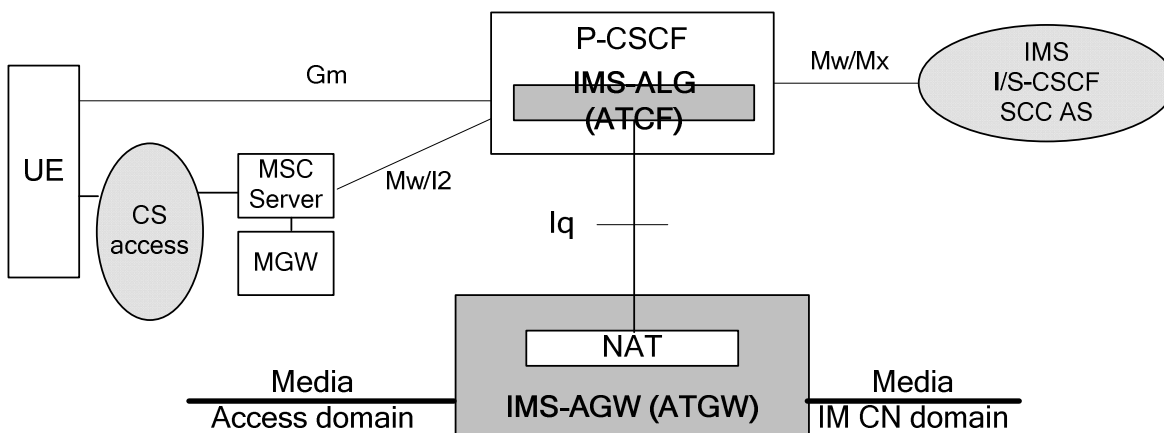 P-CSCF
IMS-ALG
(ATCF)
Gm
Mw/Mx
IMS
I/S-CSCF
SCC AS
UE
CS
access
MSC
Server
MGW
Mw/I2
Iq
NAT
IMS-AGW (ATGW)
Media
Access domain
Media
IM CN domain